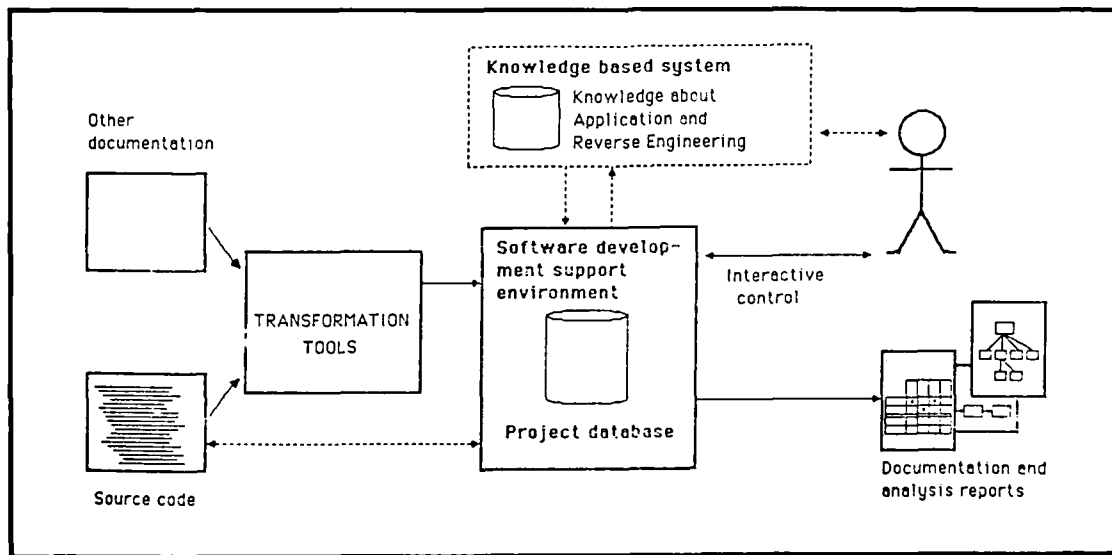 Knowledge based system
Knowledge about
Application and
Reverse Engineering
Other
documentation
Software develop-
ment support
environment
Interactive
control
TRANSFORMATION
TOOLS
Project database
Documentation and
analysis reports
Source code